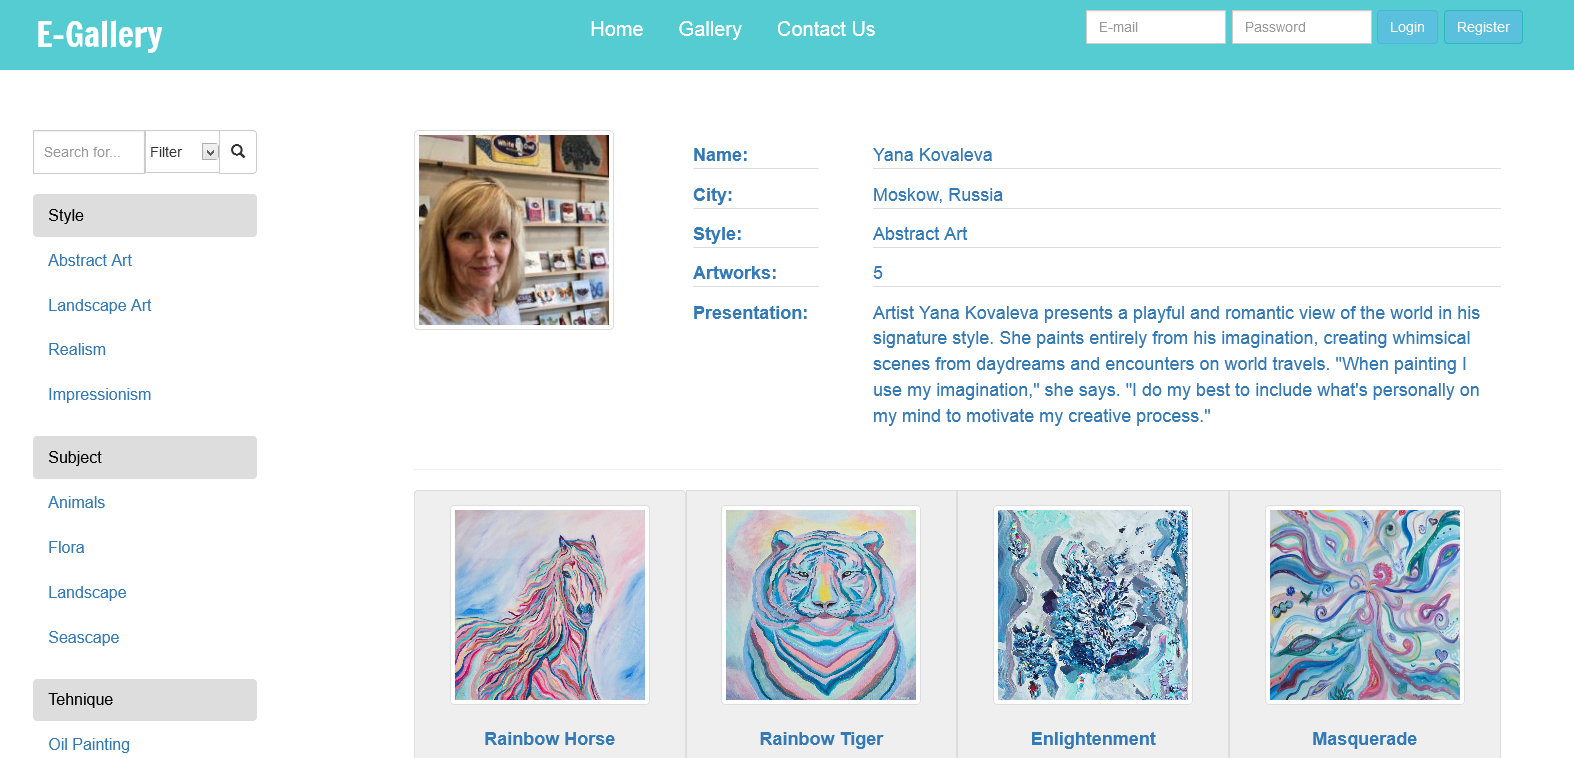 E-Gallery
Home Gallery Contact Us
E-mail Password Login Register
Search for... Filter
Style
Abstract Art
Landscape Art
Realism
Impressionism
Subject
Animals
Flora
Landscape
Seascape
Tehnique
Oil Painting
Name: Yana Kovaleva
City: Moskow, Russia
Style: Abstract Art
Artworks: 5
Presentation: Artist Yana Kovaleva presents a playful and romantic view of the world in his
signature style. She paints entirely from his imagination, creating whimsical
scenes from daydreams and encounters on world travels. "When painting I
use my imagination," she says. "I do my best to include what's personally on
my mind to motivate my creative process."
Rainbow Horse Rainbow Tiger Enlightenment Masquerade